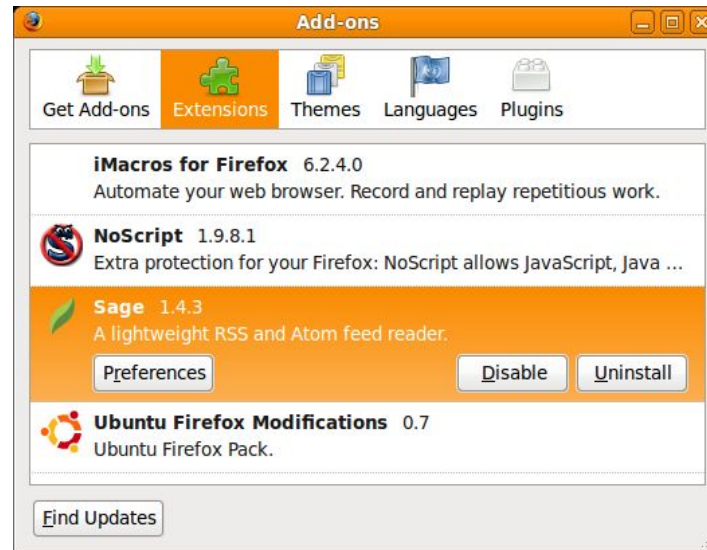 Add-ons
Get Add-ons Extensions Themes Languages Plugins
iMacros for Firefox 6.2.4.0
Automate your web browser. Record and replay repetitious work.
NoScript 1.9.8.1
Extra protection for your Firefox: NoScript allows JavaScript, Java ...
Sage 1.4.3
A lightweight RSS and Atom feed reader.
Preferences Disable Uninstall
Ubuntu Firefox Modifications 0.7
Ubuntu Firefox Pack.
Find Updates